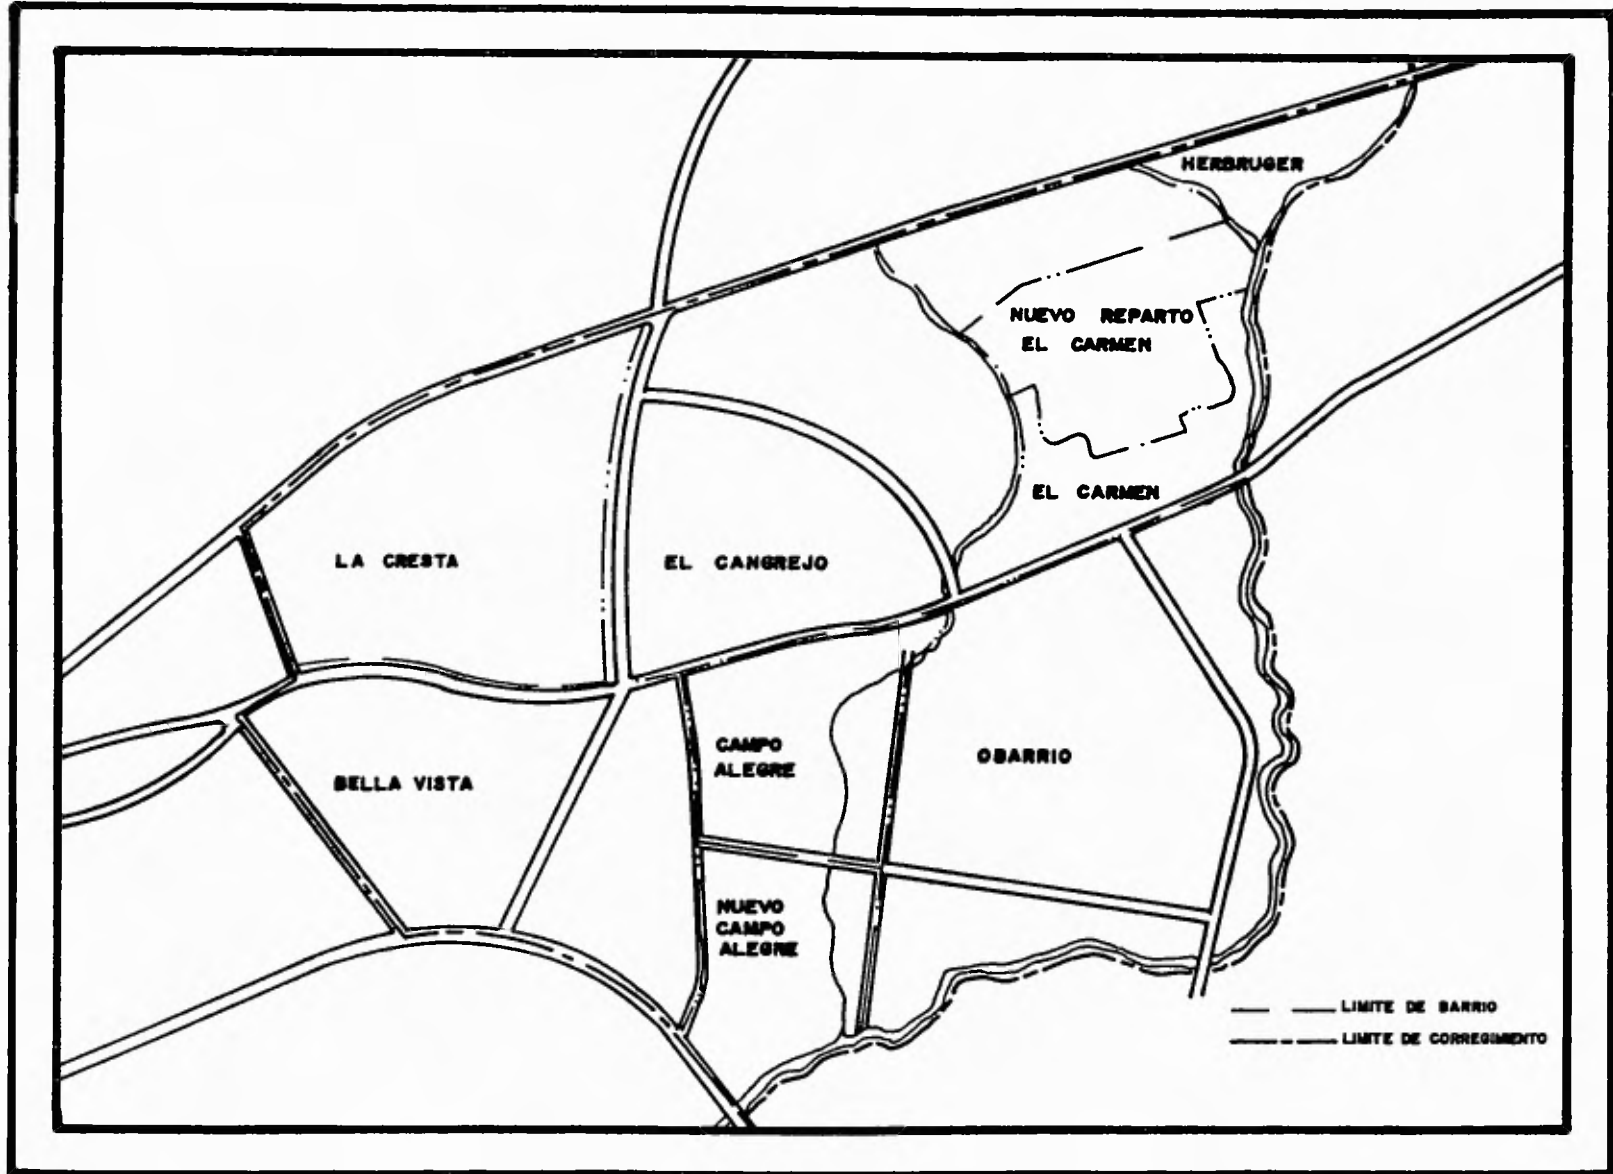 HERBRUGER
NUEVO REPARTO
EL CARMEN
EL CARMEN
LA CRESTA
EL CANGREJO
CAMPO
ALEGRE
OBARRIO
BELLA VISTA
NUEVO
CAMPO
ALEGRE
LIMITE DE BARRIO
LIMITE DE CORREGIMIENTO